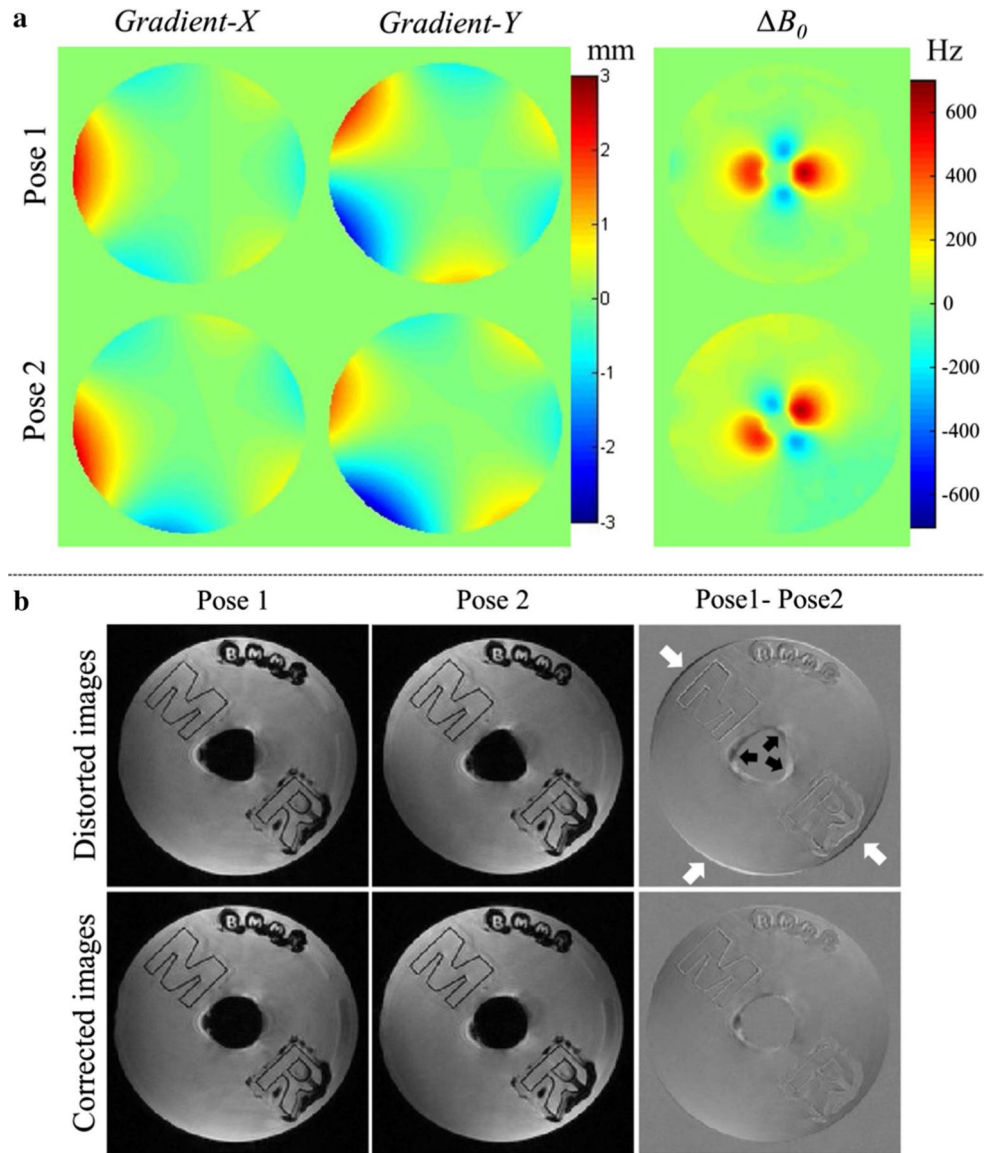 a
Gradient-X Gradient-Y ΔB₀
mm Hz
Pose 1
Pose 2
3
2
1
0
-1
-2
-3
600
400
200
0
-200
-400
-600
b
Pose 1 Pose 2 Pose1- Pose2
Distorted images
Corrected images
M
R
M
R
M
R
M
R
M
R
M
R